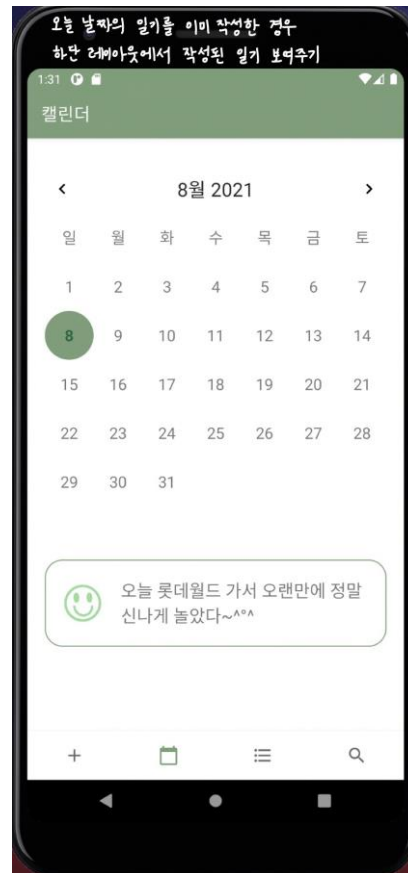 오늘 날짜의 일기를 이미 작성한 경우
하단 레이아웃에서 작성된 일기 보여주기
1:31
캘린더
8월 2021
일 월 화 수 목 금 토
1 2 3 4 5 6 7
8 9 10 11 12 13 14
15 16 17 18 19 20 21
22 23 24 25 26 27 28
29 30 31
오늘 롯데월드 가서 오랜만에 정말
신나게 놀았다~^o^